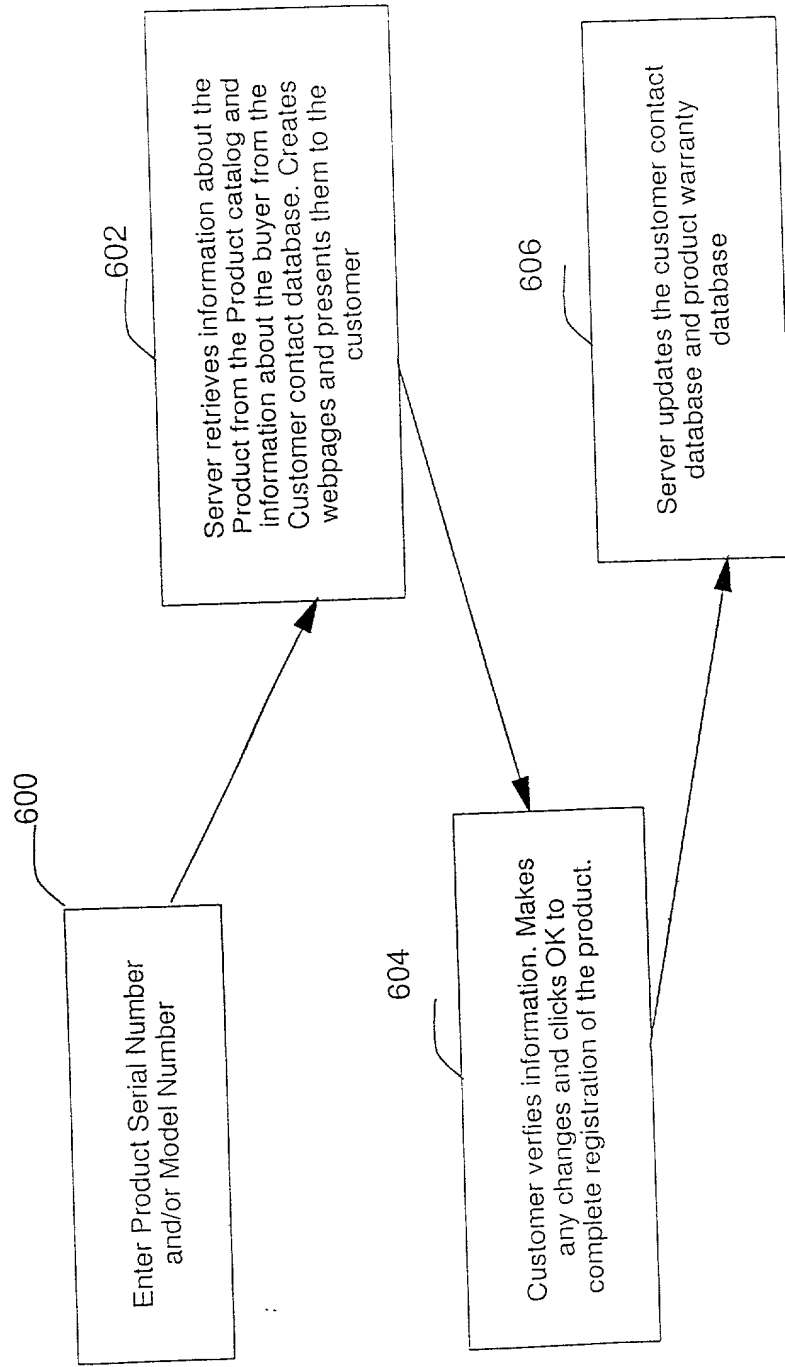 600
Enter Product Serial Number
and/or Model Number
602
Server retrieves information about the
Product from the Product catalog and
information about the buyer from the
Customer contact database. Creates
webpages and presents them to the
customer
604
Customer verfies information. Makes
any changes and clicks OK to
complete registration of the product.
606
Server updates the customer contact
database and product warranty
database